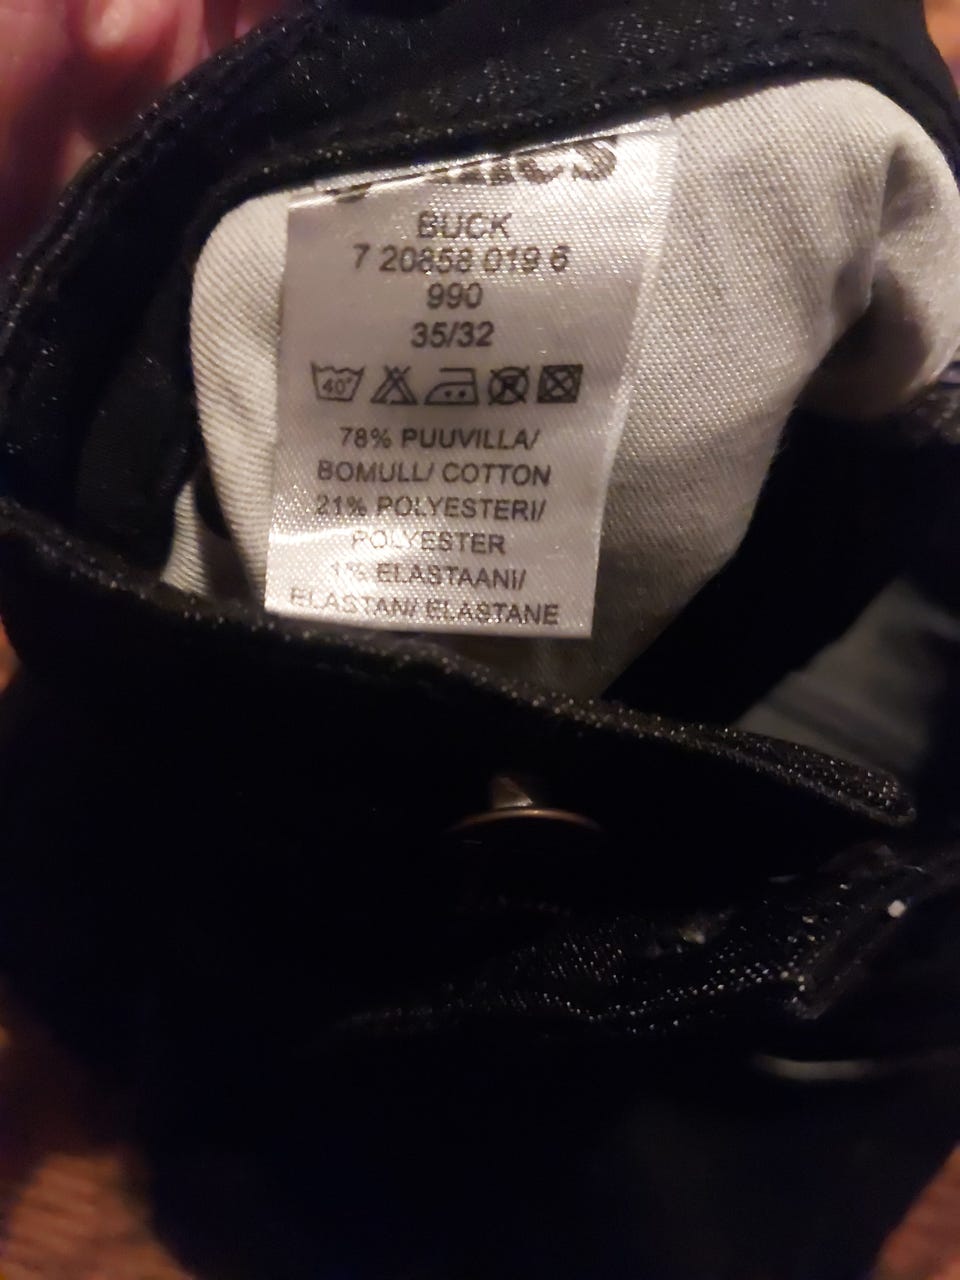 BUCK
7 20858 019 6
990
35/32
40°
78% PUUVILLA/
BOMULL/ COTTON
21% POLYESTERI/
POLYESTER
1% ELASTAANI/
ELASTAN/ ELASTANE